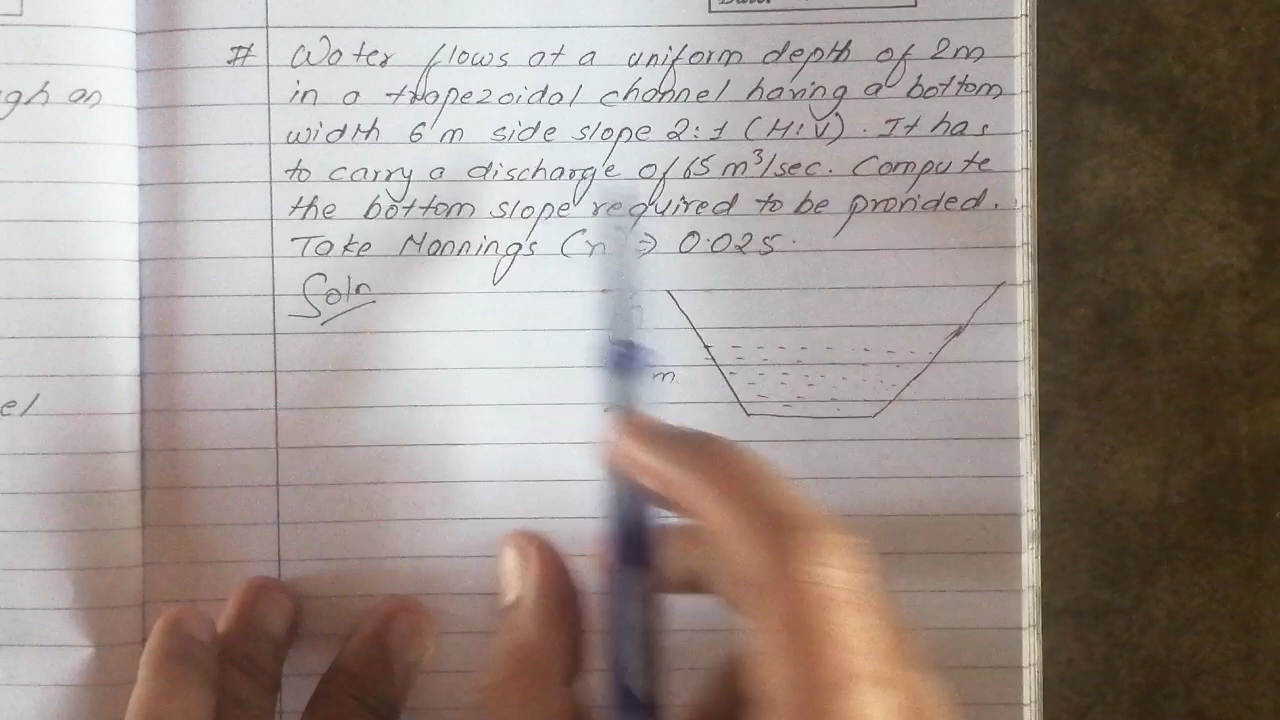 # Water flows at a uniform depth of 2m
gh on
in a trapezoidal channel having a bottom
width 6 m side slope 2:1 (H:V). It has
to carry a discharge of 65 m³/sec. Compute
the bottom slope required to be provided.
Take Mannings (n ⇒ 0.025.
Soln
m.
el